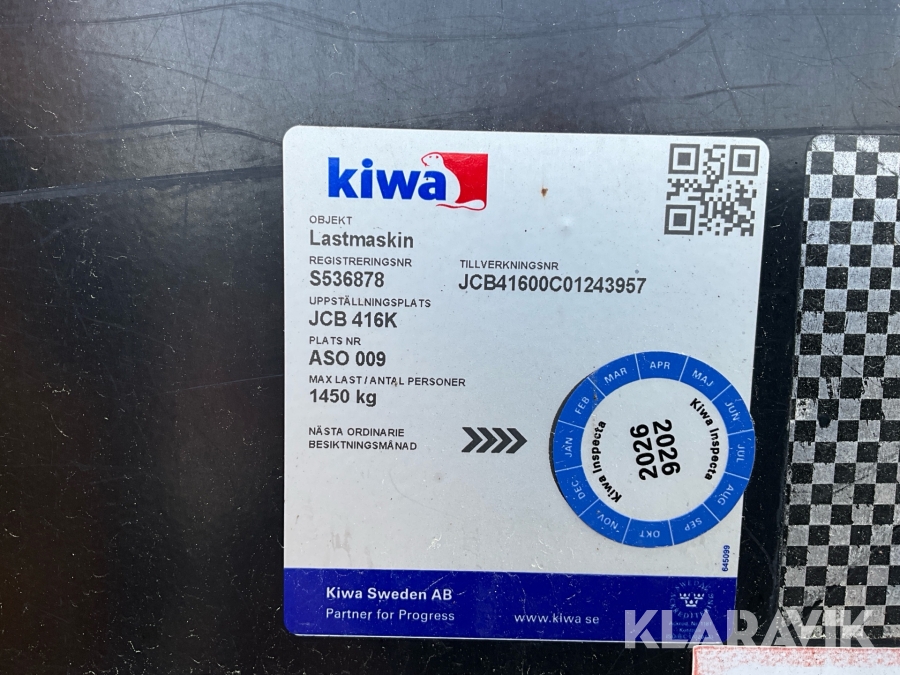 kiwa
OBJEKT
Lastmaskin
REGISTRERINGSNR
S536878
TILLVERKNINGSNR
JCB41600C01243957
UPPSTÄLLNINGSPLATS
JCB 416K
PLATS NR
ASO 009
MAX LAST / ANTAL PERSONER
1450 kg
NÄSTA ORDINARIE
BESIKTNINGSMÅNAD
JAN FEB MAR APR MAJ JUN JUL AUG SEP OKT NOV. DEC.
Kiwa Inspecta
2026
2026
Kiwa Inspecta
645099
Kiwa Sweden AB
Partner for Progress
www.kiwa.se
KLARAVIK